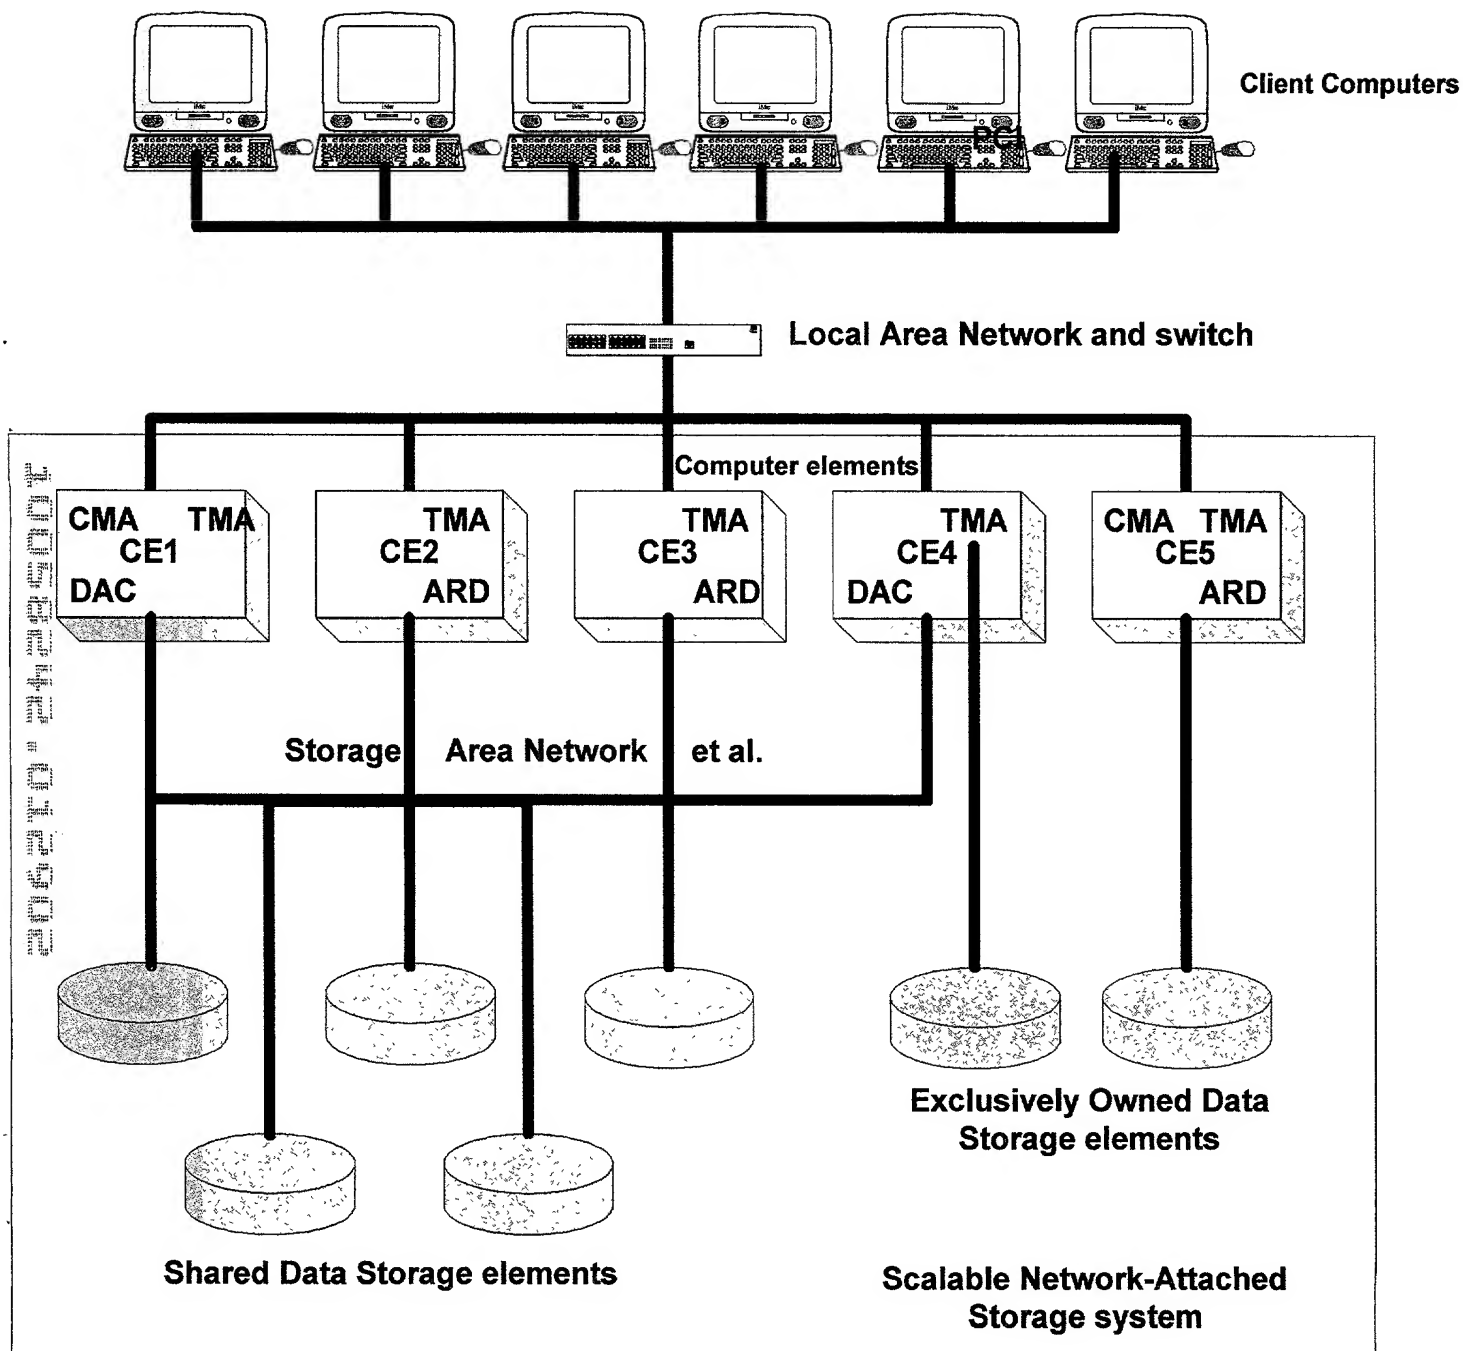 Client Computers
PCI
Local Area Network and switch
Computer elements
CMA TMA
CE1
DAC
TMA
CE2
ARD
TMA
CE3
ARD
TMA
CE4
DAC
CMA TMA
CE5
ARD
Storage Area Network et al.
Exclusively Owned Data
Storage elements
Shared Data Storage elements
Scalable Network-Attached
Storage system